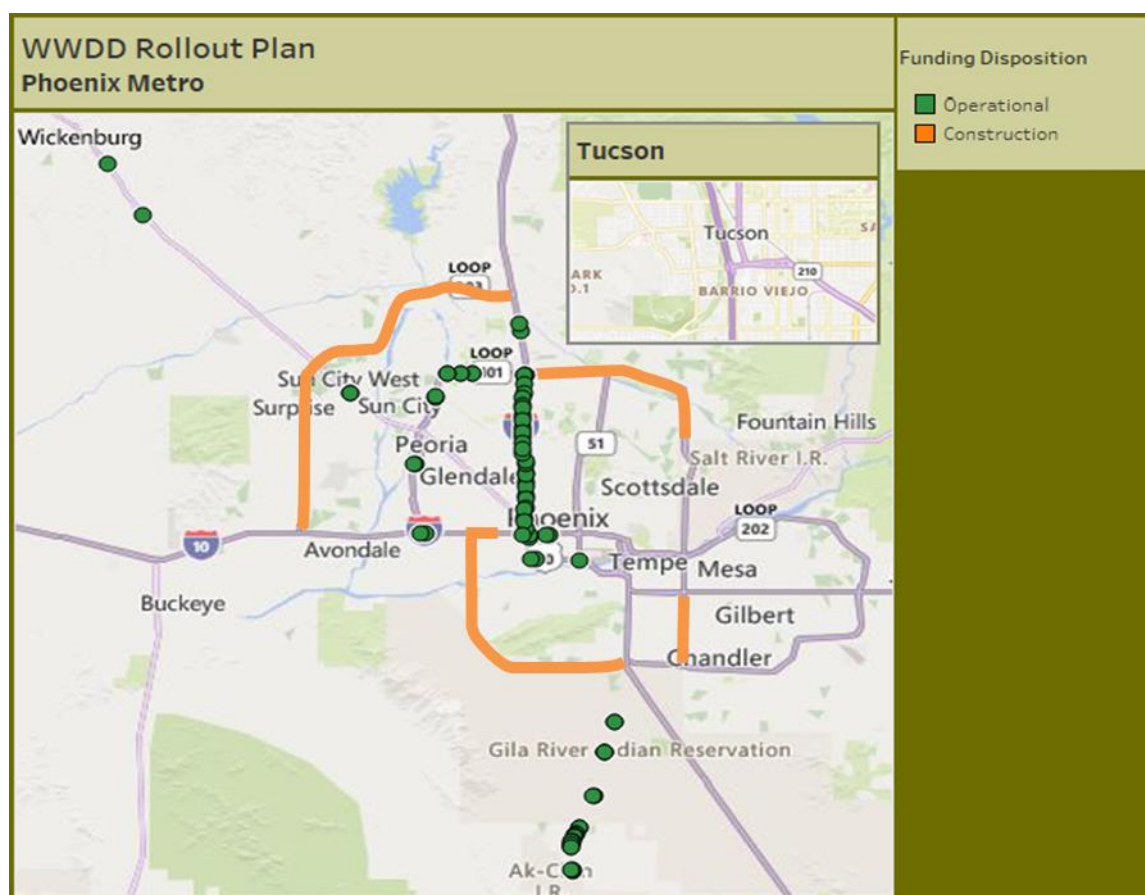 WWDD Rollout Plan
Phoenix Metro
Funding Disposition
Operational
Construction
Wickenburg
Tucson
Tucson
210
BARRIO VIEJO
LOOP
LOOP
Sun City West
Surprise
Sun City
Peoria
Glendale
51
Fountain Hills
Salt River I.R.
Scottsdale
LOOP
202
10
Avondale
Tempe
Mesa
Buckeye
Gilbert
Chandler
Gila River
Reservation
I.R.